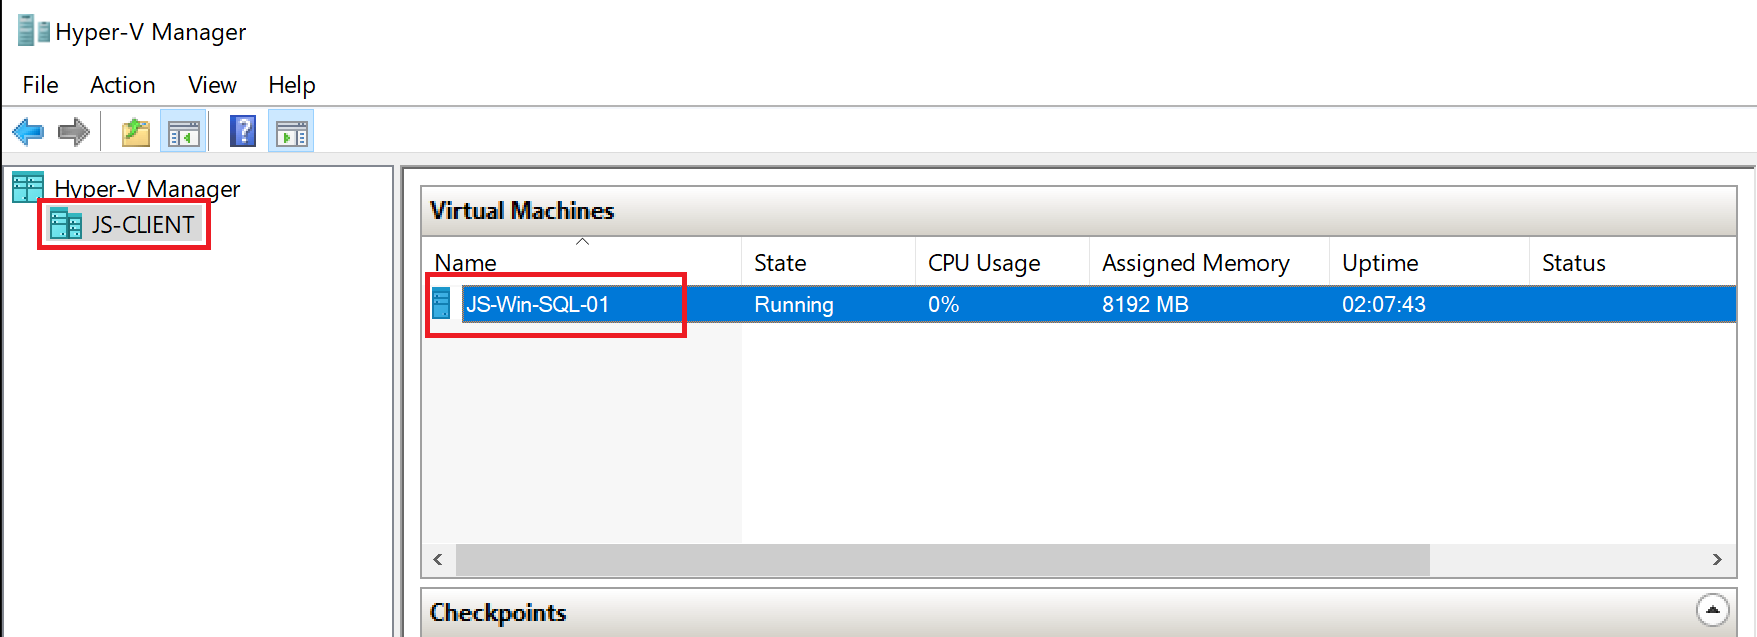 Hyper-V Manager
File Action View Help
Hyper-V Manager
JS-CLIENT
Virtual Machines
Name State CPU Usage Assigned Memory Uptime Status
JS-Win-SQL-01 Running 0% 8192 MB 02:07:43
Checkpoints